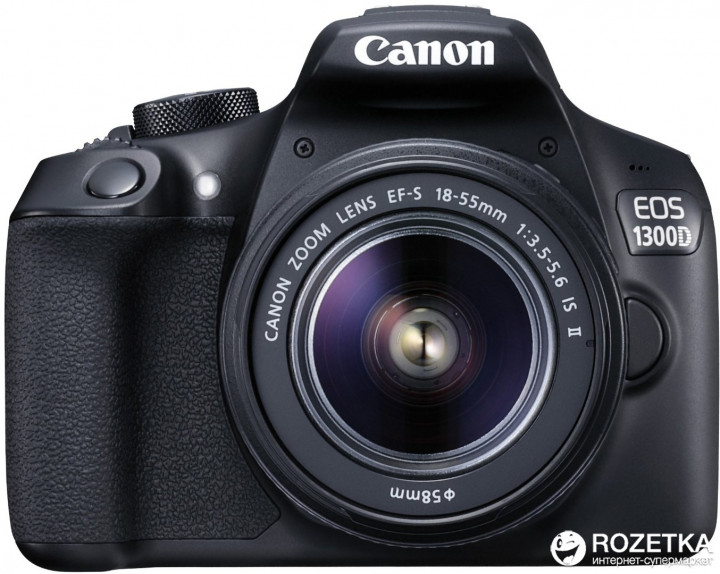 Canon
CANON ZOOM LENS EF-S 18-55mm 1:3.5-5.6 IS II
EOS
1300D
φ58mm
ROZETKA
интернет-супермаркет